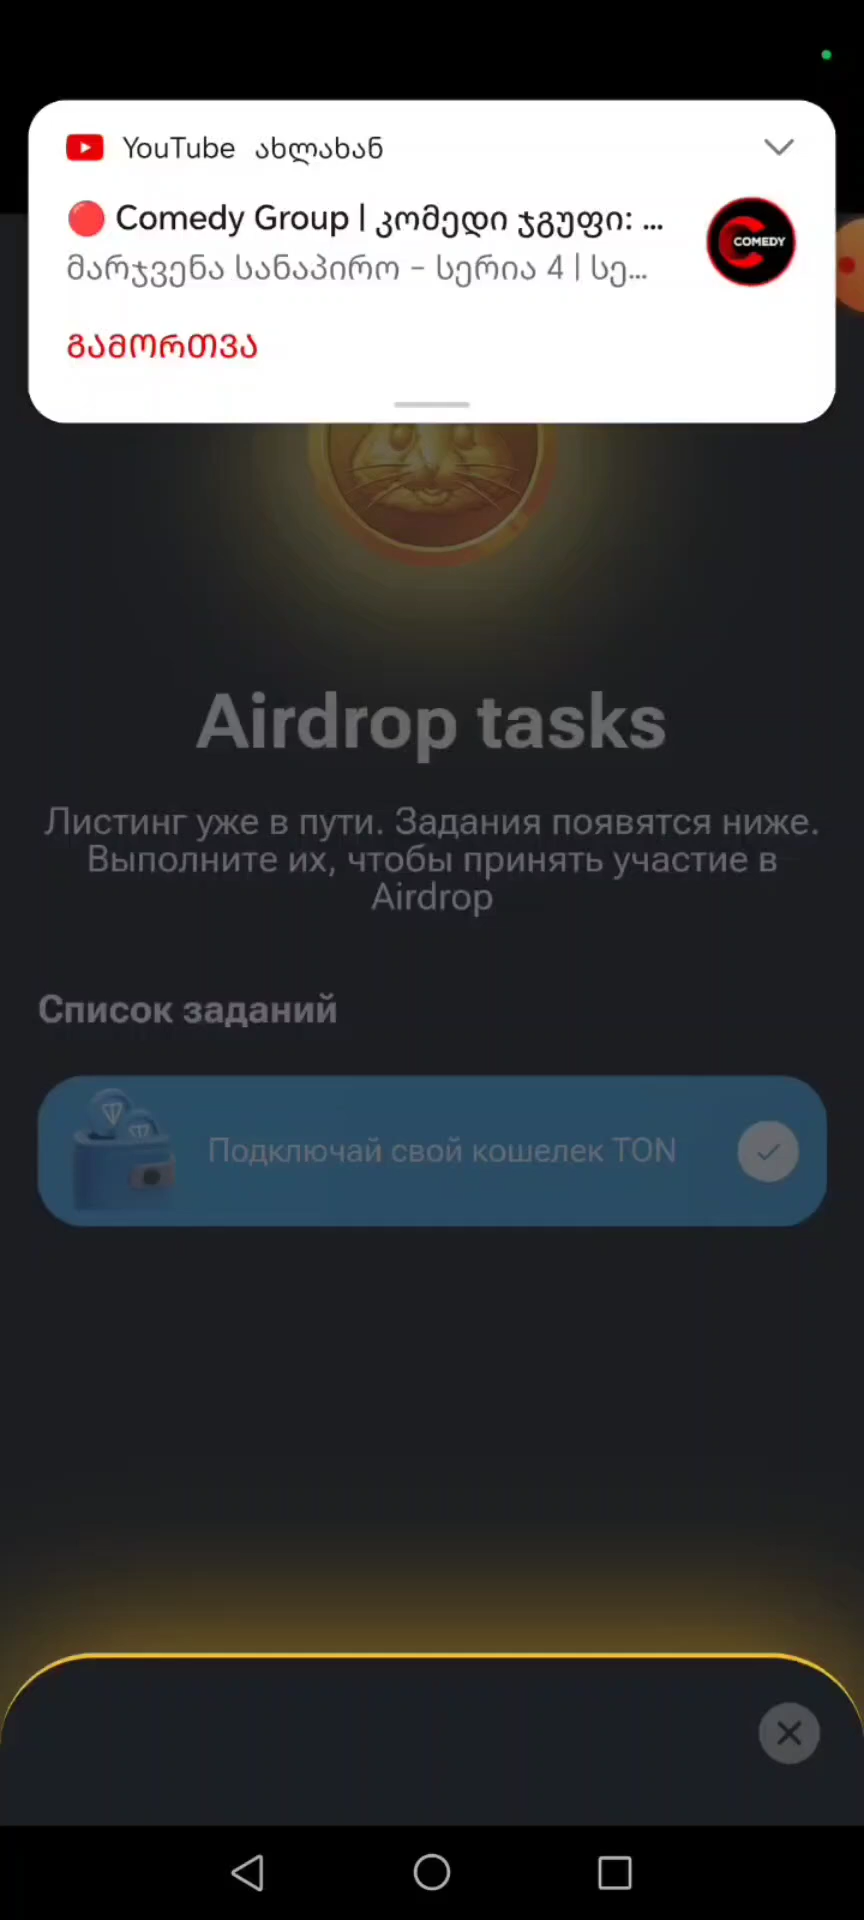 YouTube ახლახან
🔴 Comedy Group | კომედი ჯგუფი: ...
მარჯვენა სანაპირო – სერია 4 | სე...
COMEDY
ᲒᲐᲛᲝᲠᲗᲕᲐ
Airdrop tasks
Листинг уже в пути. Задания появятся ниже.
Выполните их, чтобы принять участие в
Airdrop
Список заданий
Подключай свой кошелек TON